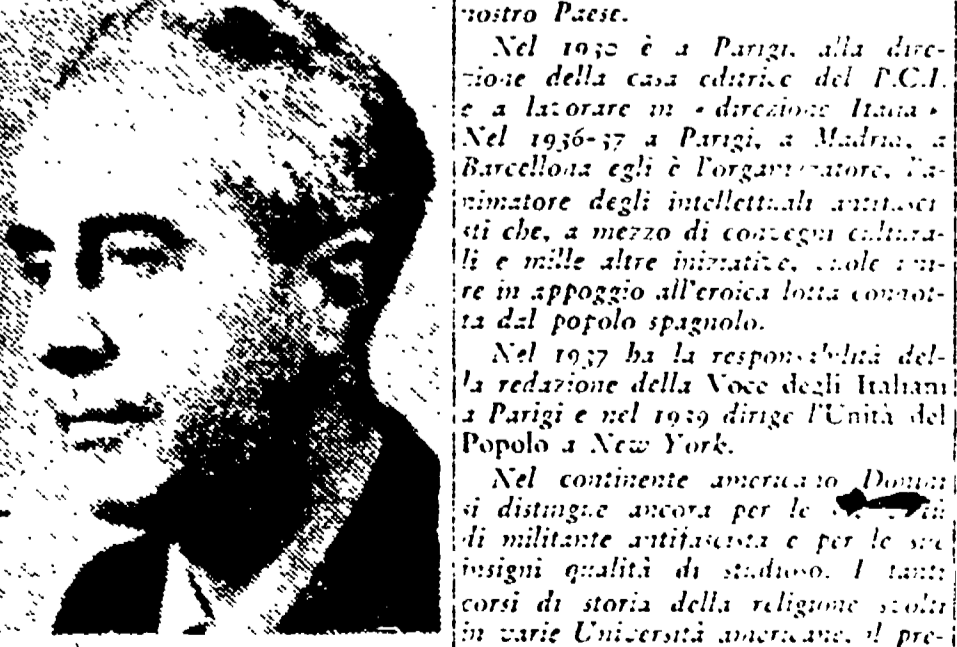 nostro Paese.
Nel 1932 è a Parigi, alla dire-
zione della casa editrice del P.C.I.
e a lavorare in « direzione Italia »
Nel 1936-37 a Parigi, a Madrid, a
Barcellona egli è l'organizzatore, l'a-
nimatore degli intellettuali antifasci-
sti che, a mezzo di convegni cultura-
li e mille altre iniziative, vuole
re in appoggio all'eroica lotta condot-
ta dal popolo spagnolo.
Nel 1937 ha la responsabilità del-
la redazione della Voce degli Italiani
a Parigi e nel 1939 dirige l'Unità del
Popolo a New York.
Nel continente americano Donini
si distingue ancora per le
di militante antifascista e per le sue
insigni qualità di studioso. I tanti
corsi di storia della religione svolti
in varie Università americane, il pre-